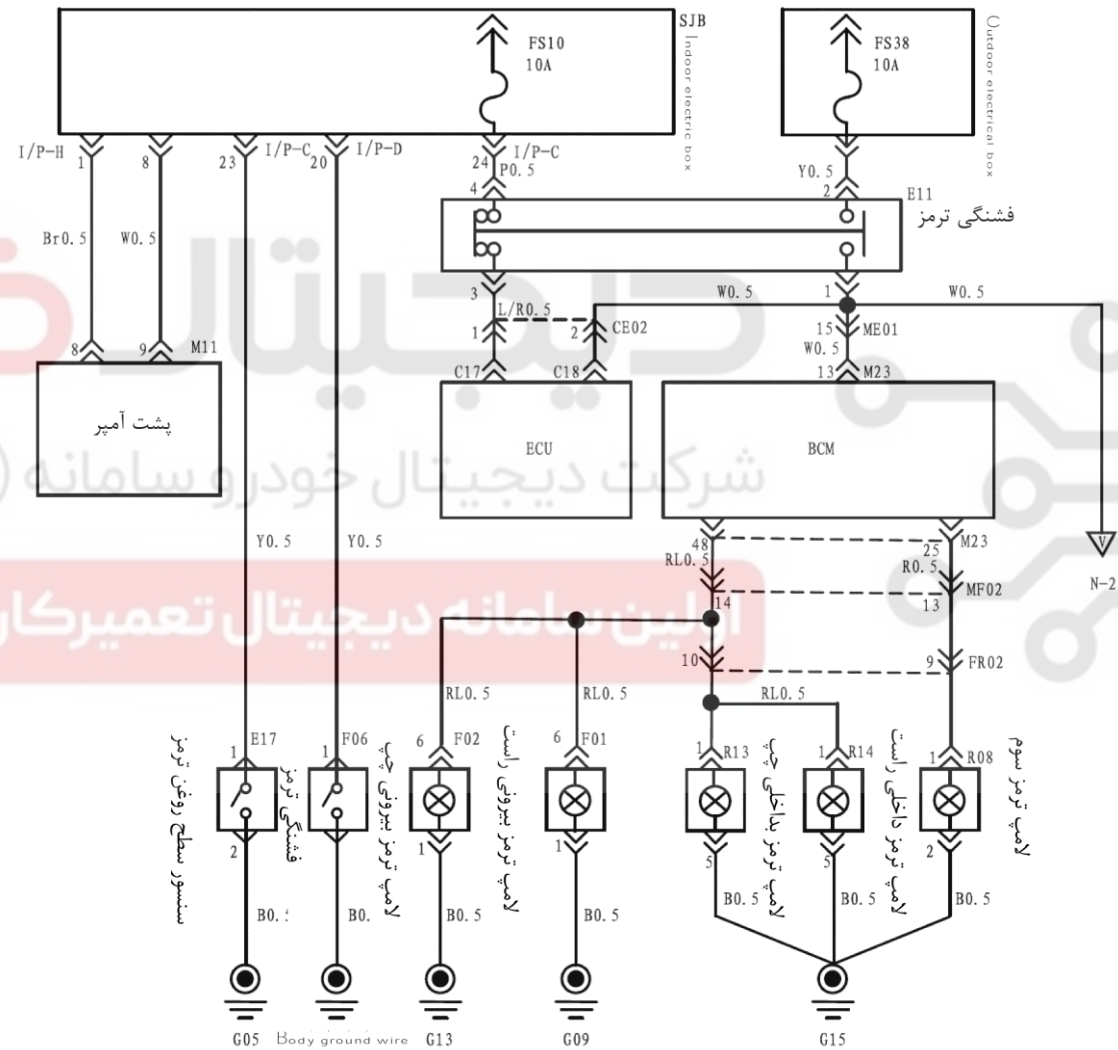 SJB
Indoor electric box
FS10
10A
FS38
10A
Outdoor electrical box
I/P-H
1
8
23
I/P-C
20
I/P-D
24
I/P-C
P0.5
4
Y0.5
2
E11
فشنگی ترمز
Br0.5
W0.5
3
L/R0.5
1
W0.5
W0.5
1
2
CE02
15
ME01
W0.5
8
9
M11
C17
C18
13
M23
پشت آمپر
ECU
BCM
دیجیتال خ
شرکت دیجیتال خودرو سامانه (
اولین سامانه دیجیتال تعمیرکار
Y0.5
Y0.5
48
25
M23
RL0.5
R0.5
14
13
MF02
V
N-2
10
9
FR02
RL0.5
RL0.5
RL0.5
1
E17
F06
1
6
F02
6
F01
1
R13
1
R14
1
R08
سنسور سطح روغن ترمز
فشنگی ترمز
لامپ ترمز بیرونی چپ
لامپ ترمز بیرونی راست
لامپ ترمز بداخلی چپ
لامپ ترمز داخلی راست
لامپ ترمز سوم
2
1
1
5
5
2
B0.
B0.
B0.5
B0.5
B0.5
B0.5
B0.5
G05
Body ground wire
G13
G09
G15